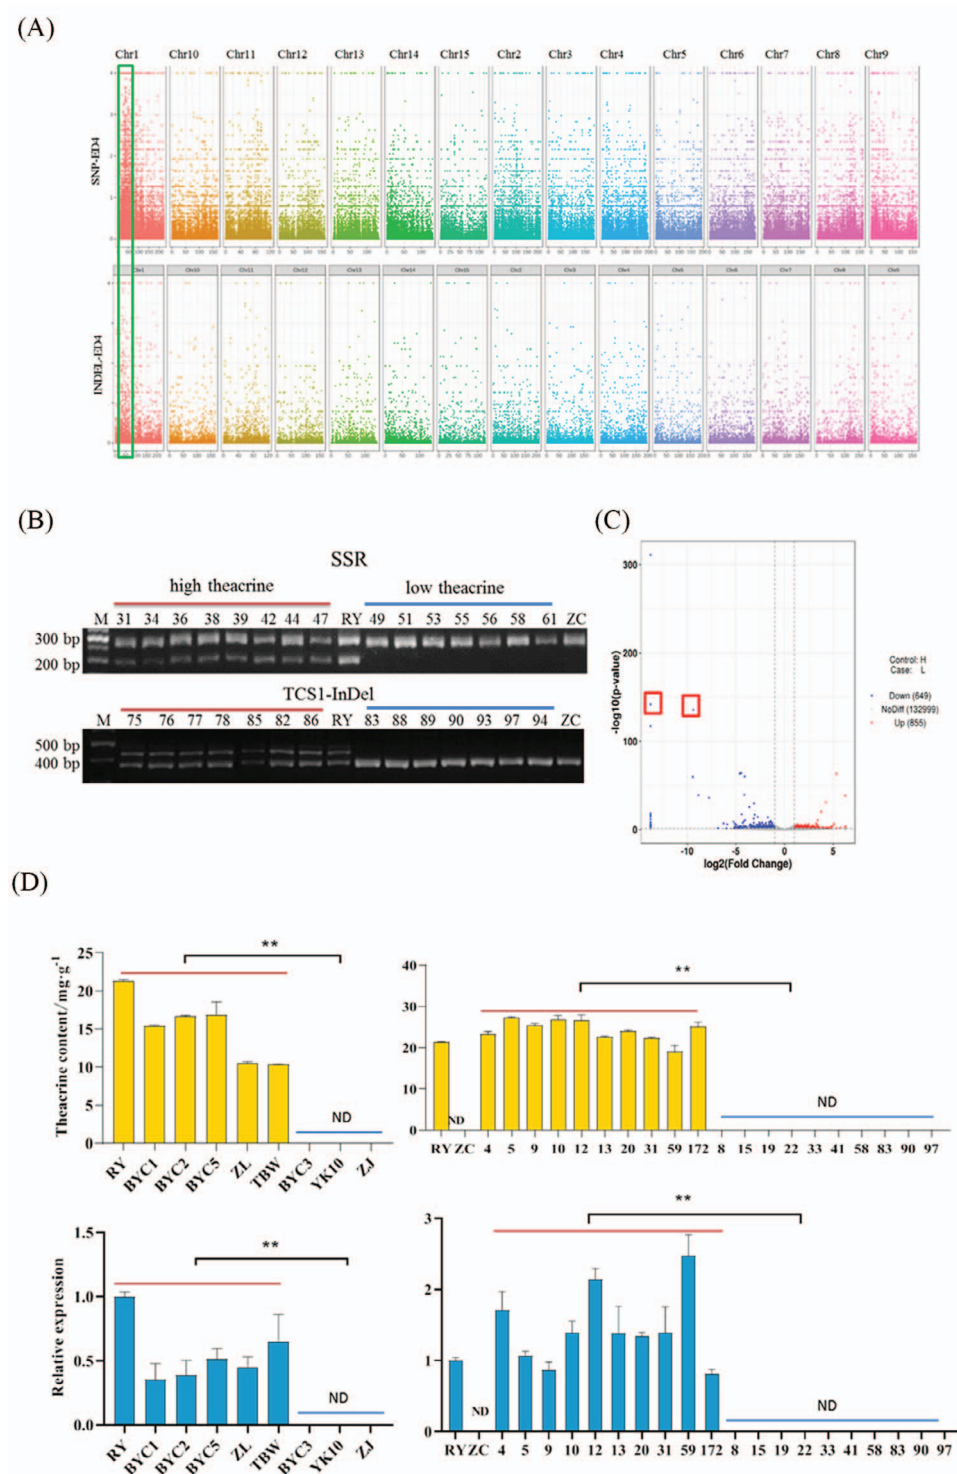 (A)
Chr1 Chr10 Chr11 Chr12 Chr13 Chr14 Chr15 Chr2 Chr3 Chr4 Chr5 Chr6 Chr7 Chr8 Chr9
SNP-ED4
INDEL-ED4
(B)
SSR
high theacrine low theacrine
M 31 34 36 38 39 42 44 47 RY 49 51 53 55 56 58 61 ZC
300 bp
200 bp
TCS1-InDel
M 75 76 77 78 85 82 86 RY 83 88 89 90 93 97 94 ZC
500 bp
400 bp
(C)
300
200
100
0
-log10(p-value)
-10 -5 0 5
log2(Fold Change)
Control: H
Case: L
Down (649)
NoDiff (132999)
Up (855)
(D)
Theacrine content/mg·g-1
25
20
15
10
5
0
**
ND
RY BYC1 BYC2 BYC5 ZL TBW BYC3 YK10 ZJ
40
30
20
10
0
**
ND
ND
RY ZC 4 5 9 10 12 13 20 31 59 172 8 15 19 22 33 41 58 83 90 97
Relative expression
1.5
1.0
0.5
0.0
**
ND
RY BYC1 BYC2 BYC5 ZL TBW BYC3 YK10 ZJ
3
2
1
0
**
ND
ND
RY ZC 4 5 9 10 12 13 20 31 59 172 8 15 19 22 33 41 58 83 90 97